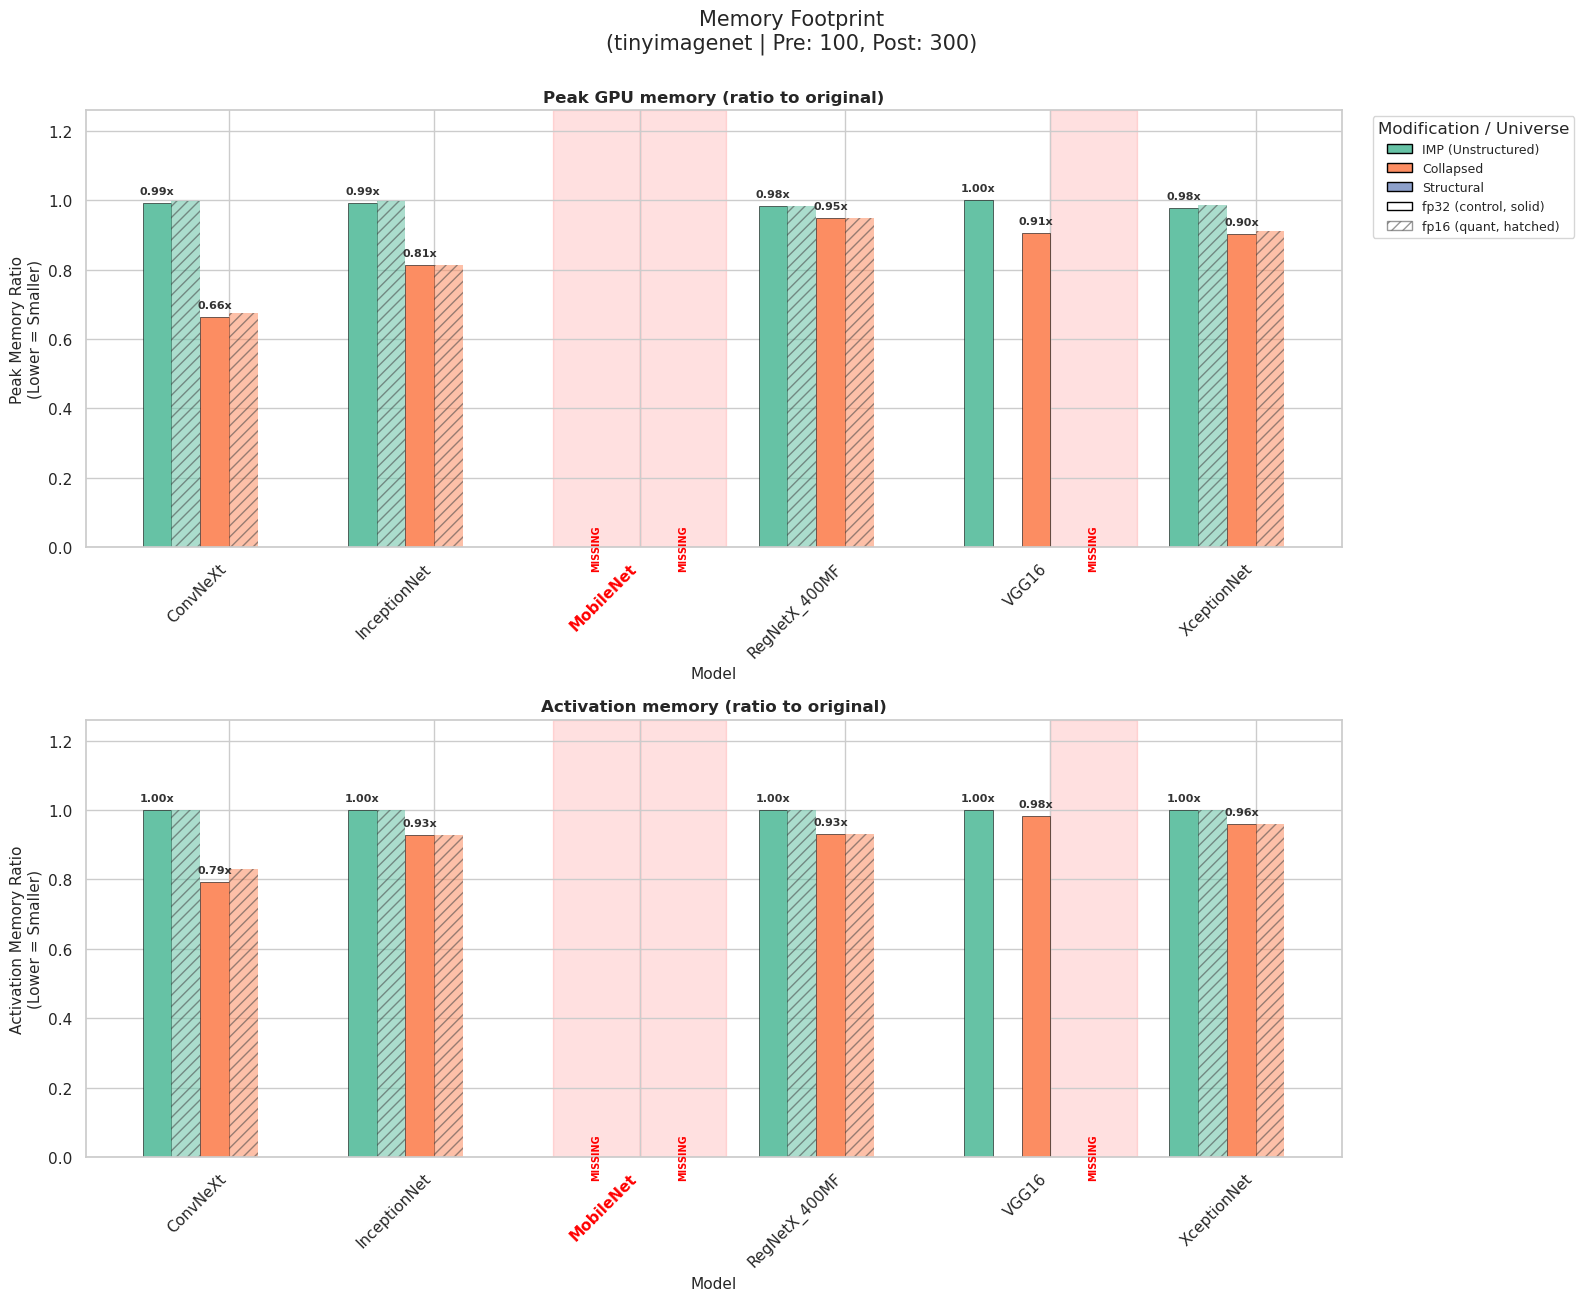 Memory Footprint
(tinyimagenet | Pre: 100, Post: 300)
Peak GPU memory (ratio to original)
Peak Memory Ratio
(Lower = Smaller)
1.2
1.0
0.8
0.6
0.4
0.2
0.0
0.99x
0.66x
0.99x
0.81x
0.98x
0.95x
1.00x
0.91x
0.98x
0.90x
MISSING
MISSING
MISSING
ConvNeXt
InceptionNet
MobileNet
RegNetX_400MF
VGG16
XceptionNet
Model
Modification / Universe
IMP (Unstructured)
Collapsed
Structural
fp32 (control, solid)
fp16 (quant, hatched)
Activation memory (ratio to original)
Activation Memory Ratio
(Lower = Smaller)
1.2
1.0
0.8
0.6
0.4
0.2
0.0
1.00x
0.79x
1.00x
0.93x
1.00x
0.93x
1.00x
0.98x
1.00x
0.96x
MISSING
MISSING
MISSING
ConvNeXt
InceptionNet
MobileNet
RegNetX_400MF
VGG16
XceptionNet
Model